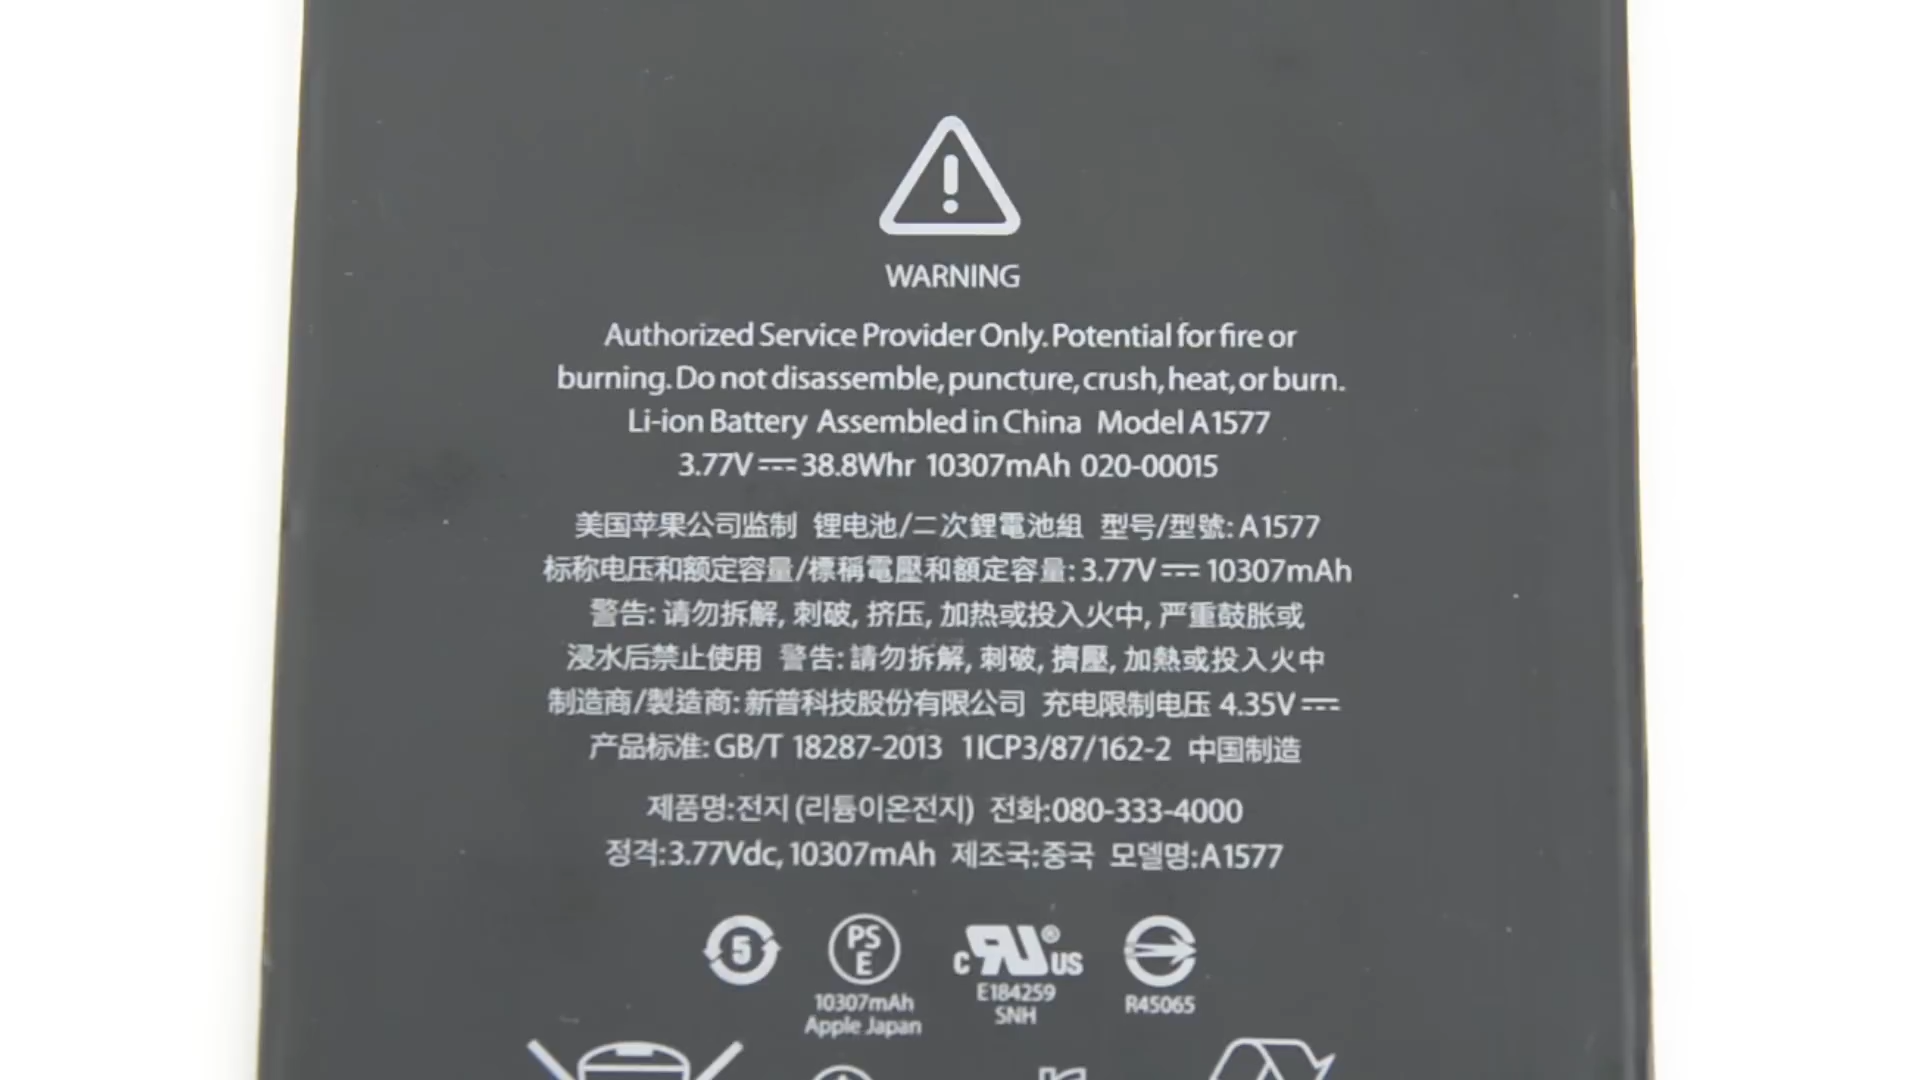 WARNING
Authorized Service Provider Only. Potential for fire or
burning. Do not disassemble, puncture, crush, heat, or burn.
Li-ion Battery Assembled in China Model A1577
3.77V⎓38.8Whr 10307mAh 020-00015
美国苹果公司监制 锂电池/二次鋰電池組 型号/型號: A1577
标称电压和额定容量/標稱電壓和額定容量: 3.77V⎓10307mAh
警告: 请勿拆解, 刺破, 挤压, 加热或投入火中, 严重鼓胀或
浸水后禁止使用 警告: 請勿拆解, 刺破, 擠壓, 加熱或投入火中
制造商/製造商: 新普科技股份有限公司 充电限制电压 4.35V⎓
产品标准: GB/T 18287-2013 1ICP3/87/162-2 中国制造
제품명:전지 (리튬이온전지) 전화:080-333-4000
정격:3.77Vdc, 10307mAh 제조국:중국 모델명:A1577
5 PS E c RU® US
10307mAh E184259 R45065
Apple Japan SNH